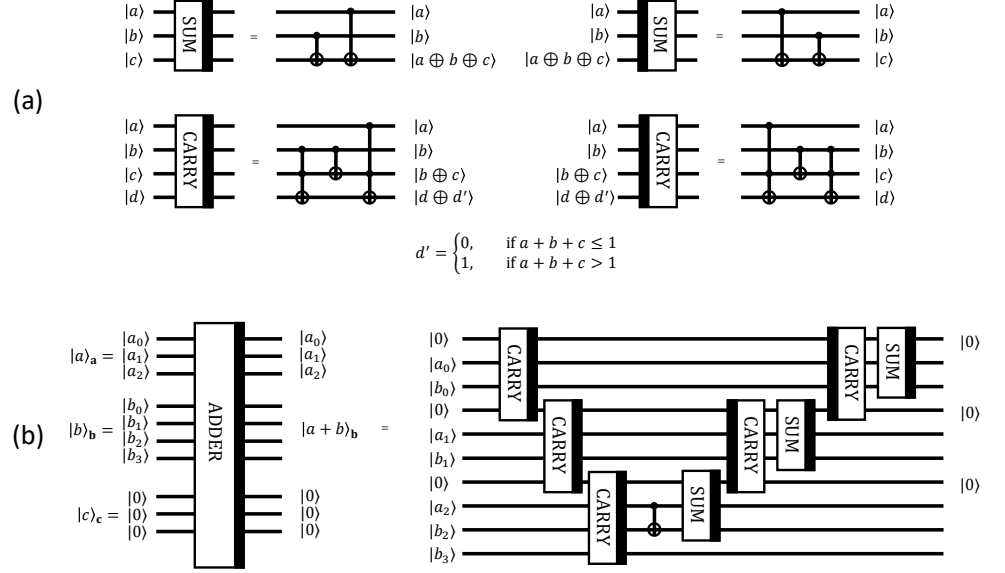 |a⟩ SUM = |a⟩ |a⟩ SUM = |a⟩
|b⟩ |b⟩ |b⟩ |b⟩
|c⟩ |a ⊕ b ⊕ c⟩ |a ⊕ b ⊕ c⟩ |c⟩
(a)
|a⟩ CARRY = |a⟩ |a⟩ CARRY = |a⟩
|b⟩ |b⟩ |b⟩ |b⟩
|c⟩ |b ⊕ c⟩ |b ⊕ c⟩ |c⟩
|d⟩ |d ⊕ d′⟩ |d ⊕ d′⟩ |d⟩
d′ = {0, if a + b + c ≤ 1
1, if a + b + c > 1
(b)
|a⟩ₐ = |a₀⟩ |a₀⟩
|a₁⟩ |a₁⟩
|a₂⟩ |a₂⟩
ADDER
|b⟩𝐛 = |b₀⟩
|b₁⟩
|b₂⟩
|b₃⟩
|a + b⟩𝐛 =
|c⟩𝐜 = |0⟩ |0⟩
|0⟩ |0⟩
|0⟩ |0⟩
|0⟩ CARRY CARRY SUM |0⟩
|a₀⟩
|b₀⟩
|0⟩ CARRY CARRY SUM |0⟩
|a₁⟩
|b₁⟩
|0⟩ CARRY SUM |0⟩
|a₂⟩
|b₂⟩
|b₃⟩